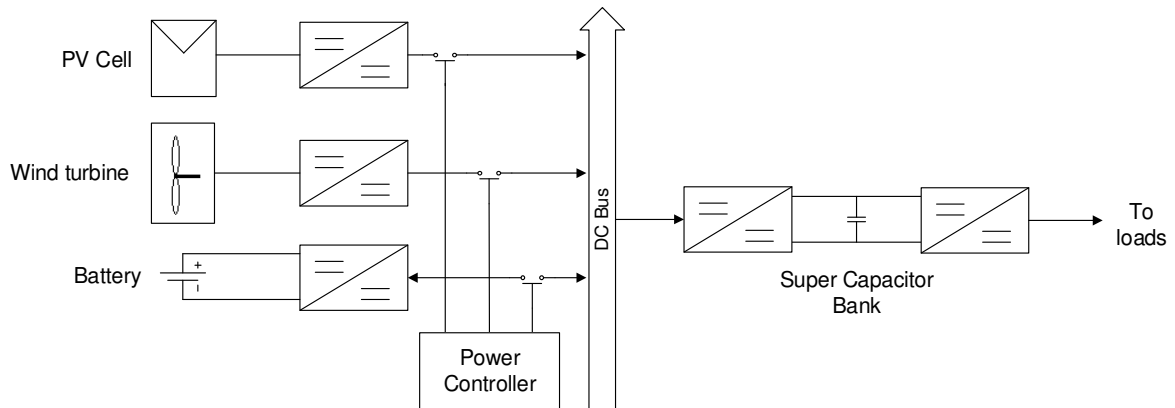 PV Cell
Wind turbine
Battery
+
−
Power
Controller
DC Bus
Super Capacitor
Bank
To
loads